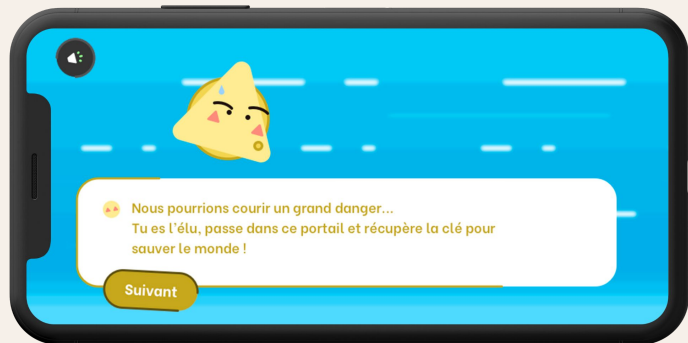 Nous pourrions courir un grand danger...
Tu es l'élu, passe dans ce portail et récupère la clé pour
sauver le monde !
Suivant